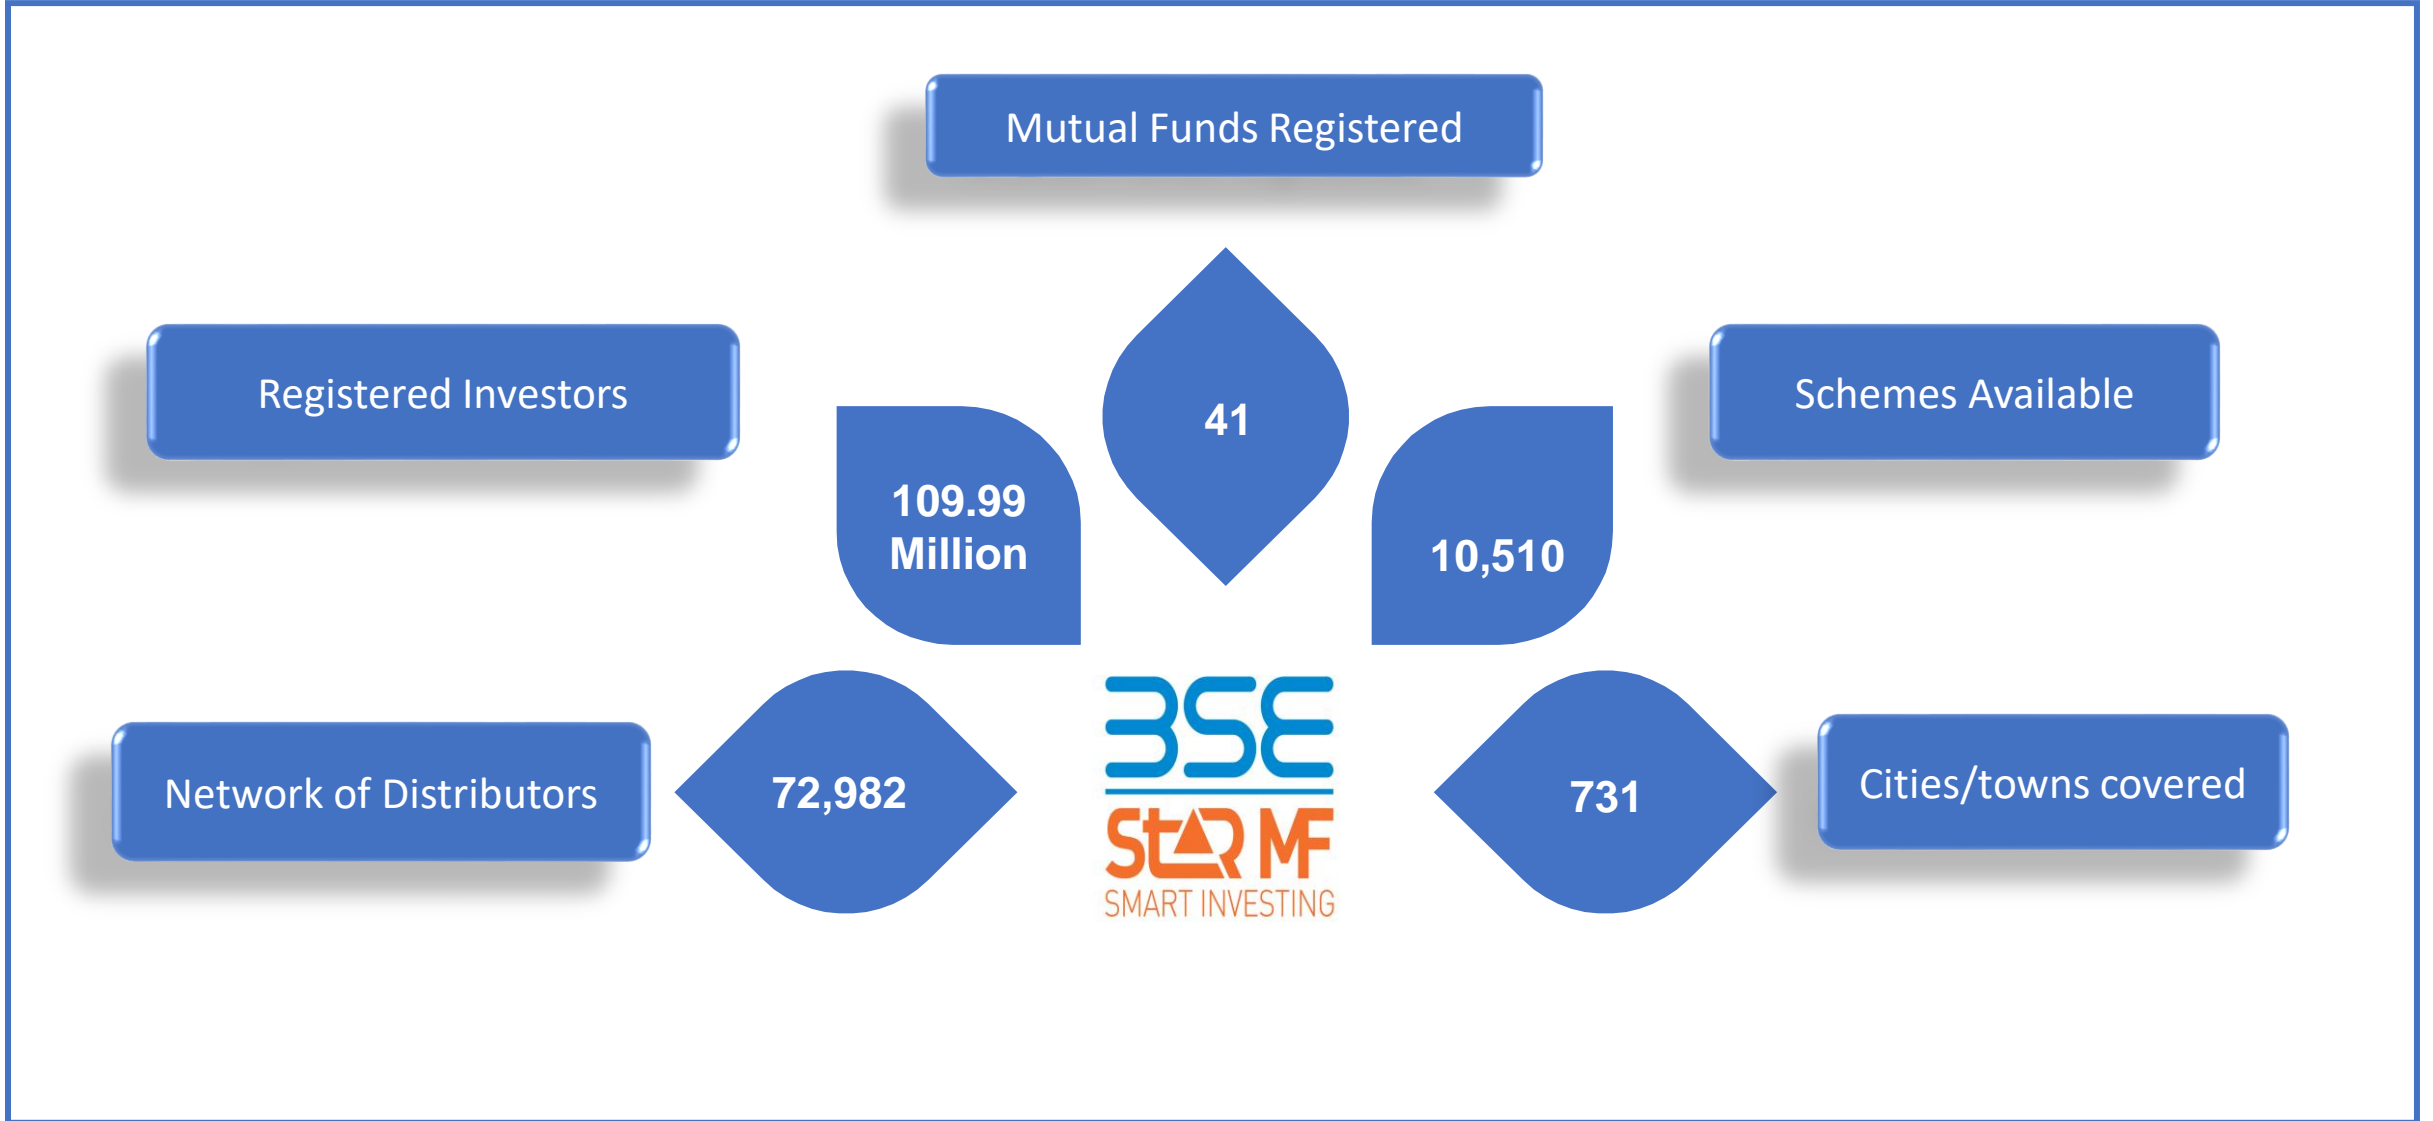 Mutual Funds Registered
41
Registered Investors
109.99
Million
Schemes Available
10,510
Network of Distributors
72,982
Cities/towns covered
731
BSE
StAR MF
SMART INVESTING